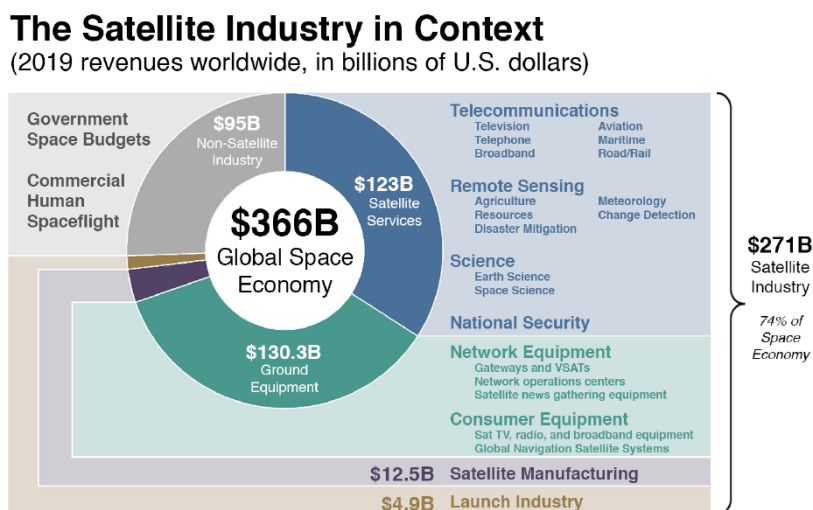 The Satellite Industry in Context
(2019 revenues worldwide, in billions of U.S. dollars)
Government
Space Budgets
Commercial
Human
Spaceflight
$95B
Non-Satellite
Industry
$123B
Satellite
Services
$366B
Global Space
Economy
$130.3B
Ground
Equipment
Telecommunications
Television
Aviation
Telephone
Maritime
Broadband
Road/Rail
Remote Sensing
Agriculture
Meteorology
Resources
Change Detection
Disaster Mitigation
Science
Earth Science
Space Science
National Security
Network Equipment
Gateways and VSATs
Network operations centers
Satellite news gathering equipment
Consumer Equipment
Sat TV, radio, and broadband equipment
Global Navigation Satellite Systems
$12.5B Satellite Manufacturing
$4.9B Launch Industry
$271B
Satellite
Industry
74% of
Space
Economy